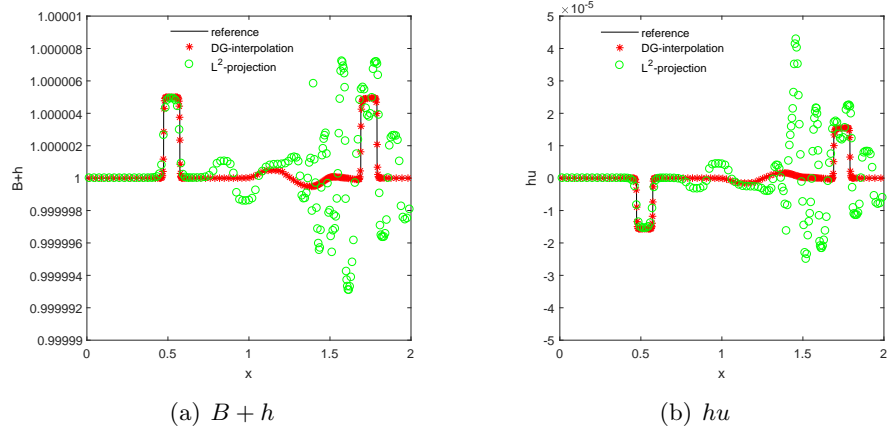 1.00001
1.000008
1.000006
1.000004
1.000002
1
0.999998
0.999996
0.999994
0.999992
0.99999
B+h
0
0.5
1
1.5
2
x
reference
DG-interpolation
L²-projection
(a) B + h
5
×10⁻⁵
4
3
2
1
0
-1
-2
-3
-4
-5
hu
0
0.5
1
1.5
2
x
reference
DG-interpolation
L²-projection
(b) hu